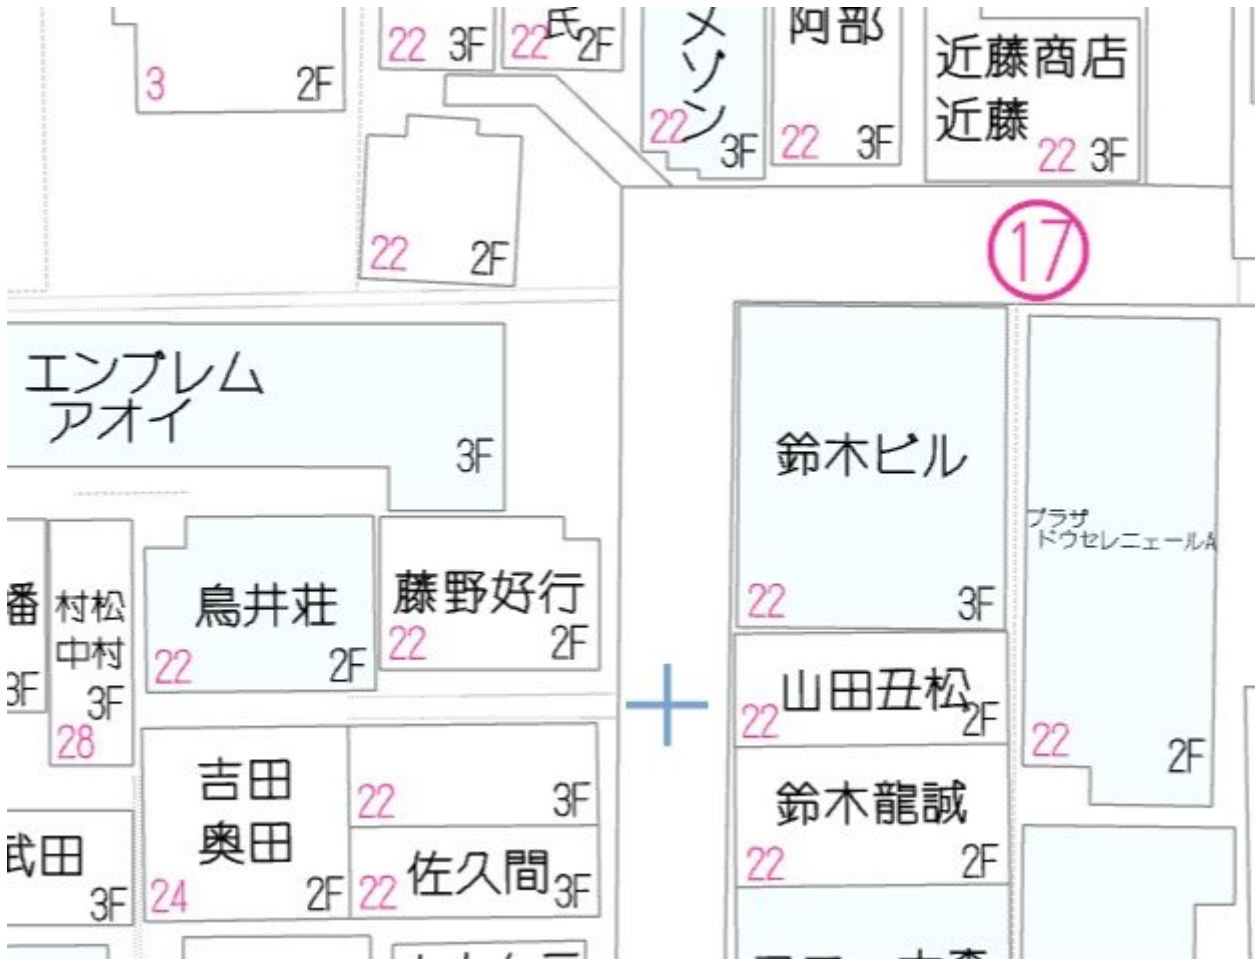 3
2F
22 3F
22
氏
2F
メゾン
22
3F
阿部
22 3F
近藤商店
近藤
22 3F
22 2F
17
エンブレム
アオイ
3F
鈴木ビル
22 3F
プラザ
ドウセレニェールA
22
2F
番
3F
村松
中村
3F
28
鳥井荘
22 2F
藤野好行
22 2F
山田丑松
22 2F
吉田
奥田
24 2F
22 3F
鈴木龍誠
22 2F
武田
3F
佐久間
22 3F